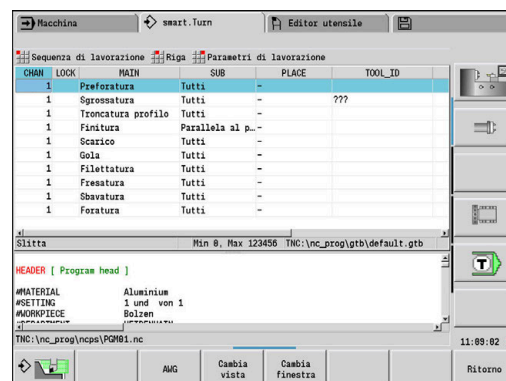 Macchina smart.Turn Editor utensile
Sequenza di lavorazione Riga Parametri di lavorazione
CHAN LOCK MAIN SUB PLACE TOOL_ID
1 Preforatura Tutti -
1 Sgrossatura Tutti - ???
1 Troncatura profilo Tutti -
1 Finitura Parallela al p… -
1 Scarico Tutti -
1 Gola Tutti -
1 Filettatura Tutti -
1 Fresatura Tutti -
1 Sbavatura Tutti -
1 Foratura Tutti -
Slitta Min 0, Max 123456 TNC:\nc_prog\gtb\default.gtb
HEADER [ Program head ]
#MATERIAL Aluminium
#SETTING 1 und von 1
#WORKPIECE Bolzen
TNC:\nc_prog\ncps\PGM01.nc
T
11:09:02
AWG Cambia vista Cambia finestra Ritorno